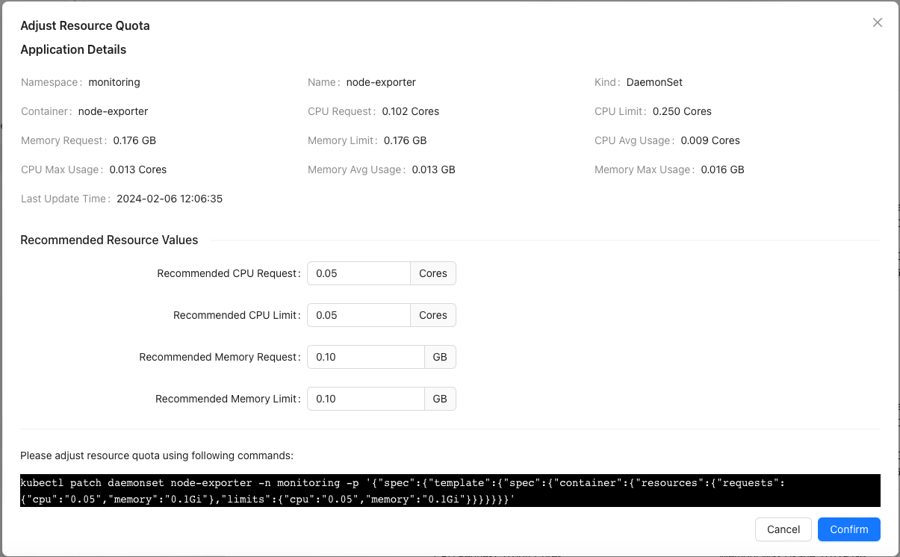 Adjust Resource Quota
Application Details
Namespace: monitoring
Name: node-exporter
Kind: DaemonSet
Container: node-exporter
CPU Request: 0.102 Cores
CPU Limit: 0.250 Cores
Memory Request: 0.176 GB
Memory Limit: 0.176 GB
CPU Avg Usage: 0.009 Cores
CPU Max Usage: 0.013 Cores
Memory Avg Usage: 0.013 GB
Memory Max Usage: 0.016 GB
Last Update Time: 2024-02-06 12:06:35
Recommended Resource Values
Recommended CPU Request: 0.05 Cores
Recommended CPU Limit: 0.05 Cores
Recommended Memory Request: 0.10 GB
Recommended Memory Limit: 0.10 GB
Please adjust resource quota using following commands:
kubectl patch daemonset node-exporter -n monitoring -p '{"spec":{"template":{"spec":{"container":{"resources":{"requests":
{"cpu":"0.05","memory":"0.1Gi"},"limits":{"cpu":"0.05","memory":"0.1Gi"}}}}}}}'
Cancel
Confirm